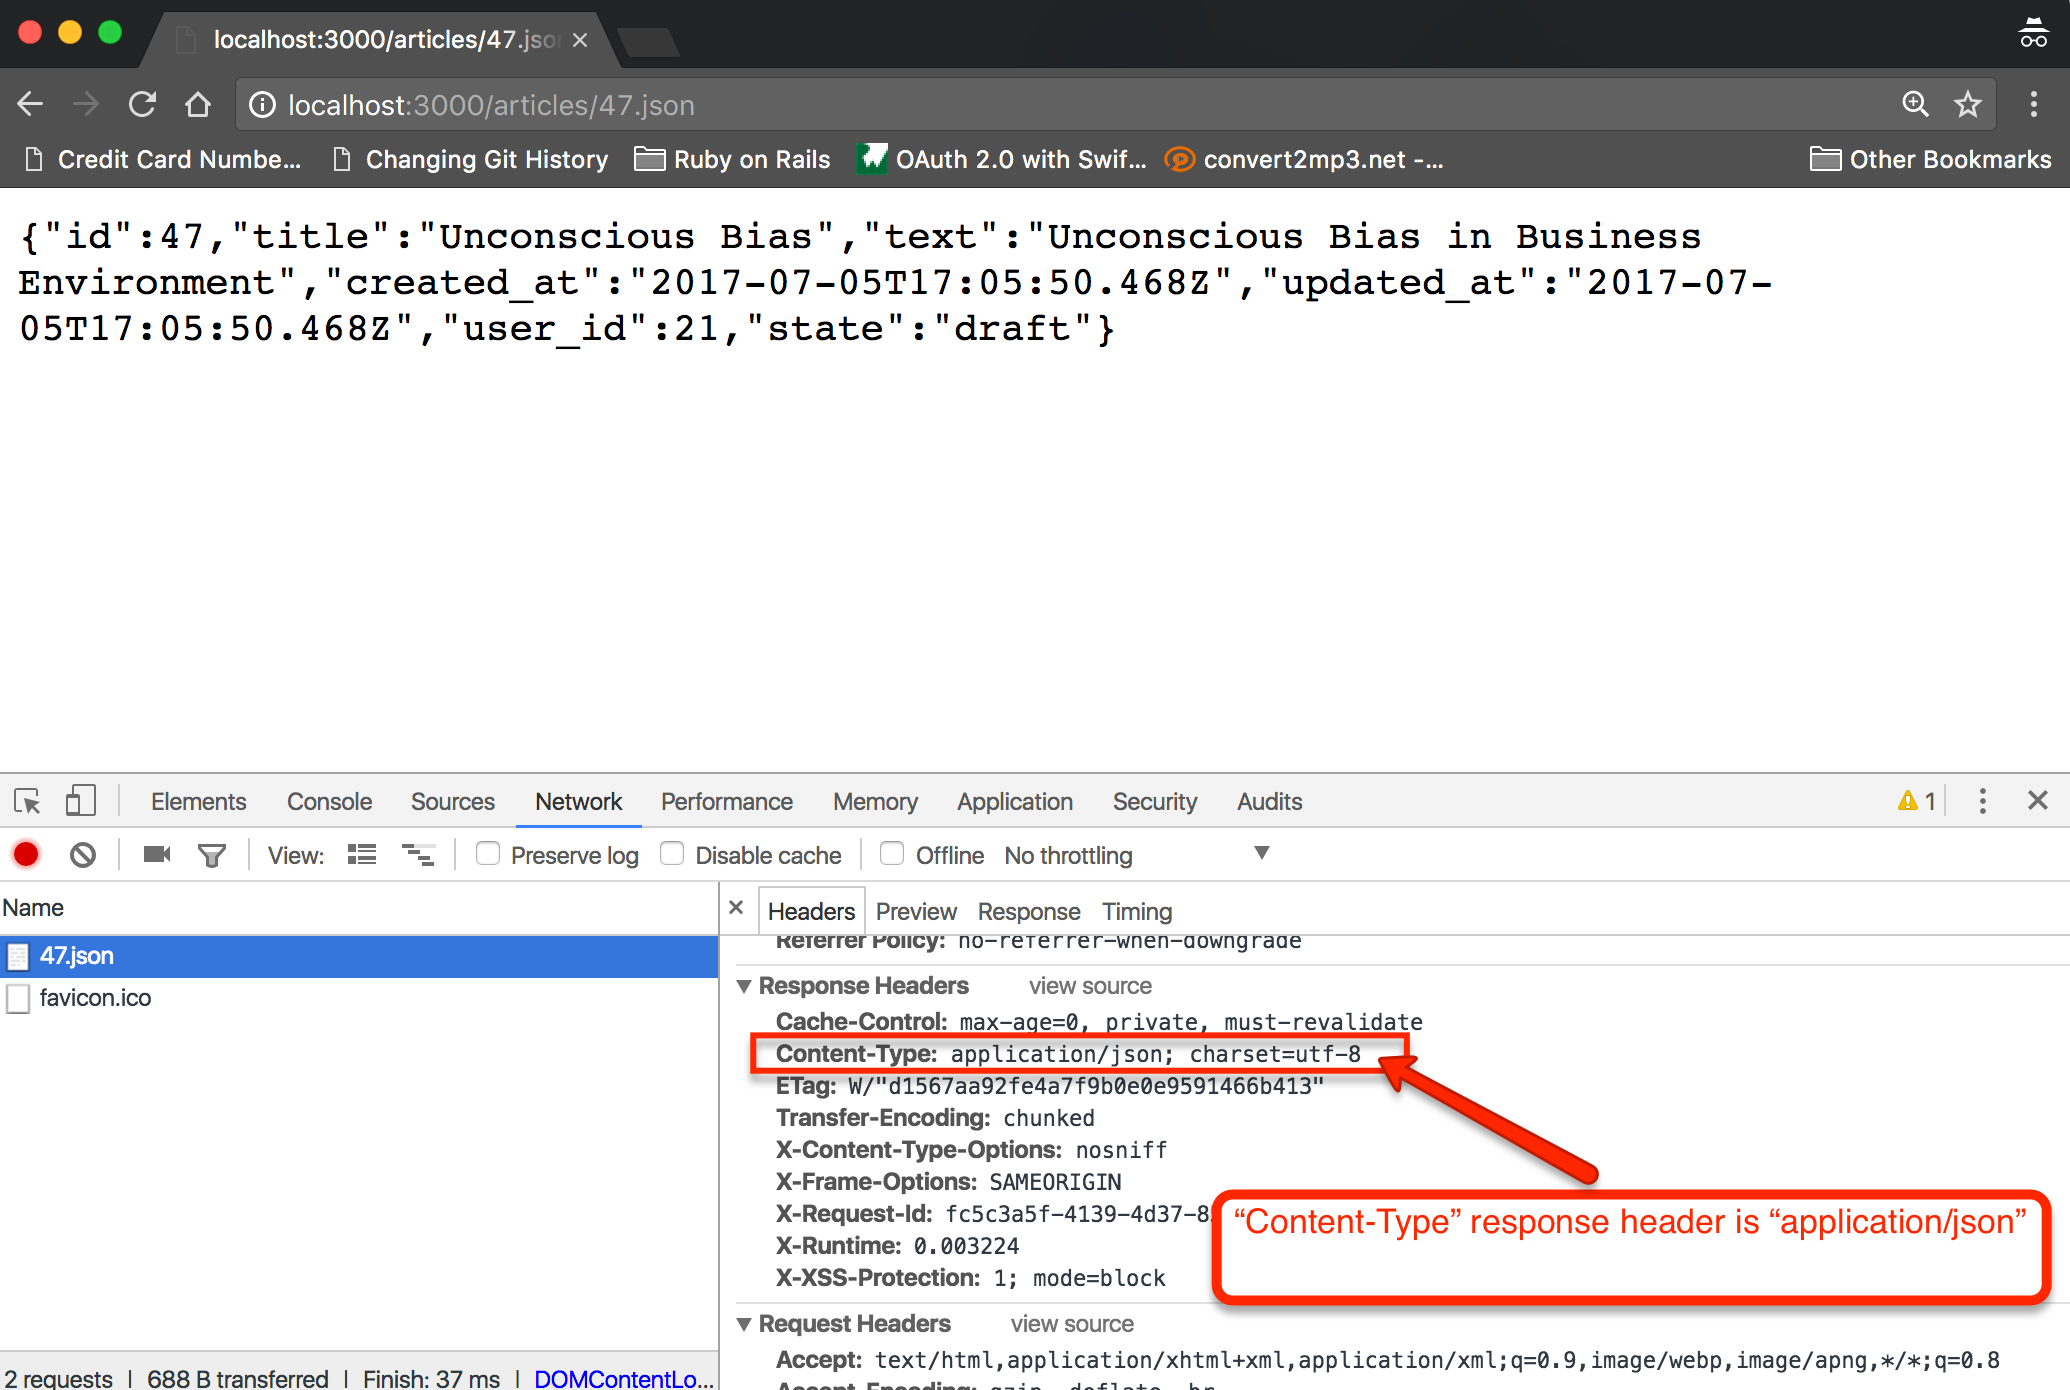 localhost:3000/articles/47.jso
localhost:3000/articles/47.json
Credit Card Numbe... Changing Git History Ruby on Rails OAuth 2.0 with Swif... convert2mp3.net -... Other Bookmarks
{"id":47,"title":"Unconscious Bias","text":"Unconscious Bias in Business
Environment","created_at":"2017-07-05T17:05:50.468Z","updated_at":"2017-07-
05T17:05:50.468Z","user_id":21,"state":"draft"}
Elements Console Sources Network Performance Memory Application Security Audits 1
View: Preserve log Disable cache Offline No throttling
Name
Headers Preview Response Timing
47.json
favicon.ico
Referrer Policy: no-referrer-when-downgrade
Response Headers view source
Cache-Control: max-age=0, private, must-revalidate
Content-Type: application/json; charset=utf-8
ETag: W/"d1567aa92fe4a7f9b0e0e9591466b413"
Transfer-Encoding: chunked
X-Content-Type-Options: nosniff
X-Frame-Options: SAMEORIGIN
X-Request-Id: fc5c3a5f-4139-4d37-8
X-Runtime: 0.003224
X-XSS-Protection: 1; mode=block
“Content-Type” response header is “application/json”
Request Headers view source
Accept: text/html,application/xhtml+xml,application/xml;q=0.9,image/webp,image/apng,*/*;q=0.8
Accept-Encoding: gzip, deflate, br
2 requests | 688 B transferred | Finish: 37 ms | DOMContentLo...